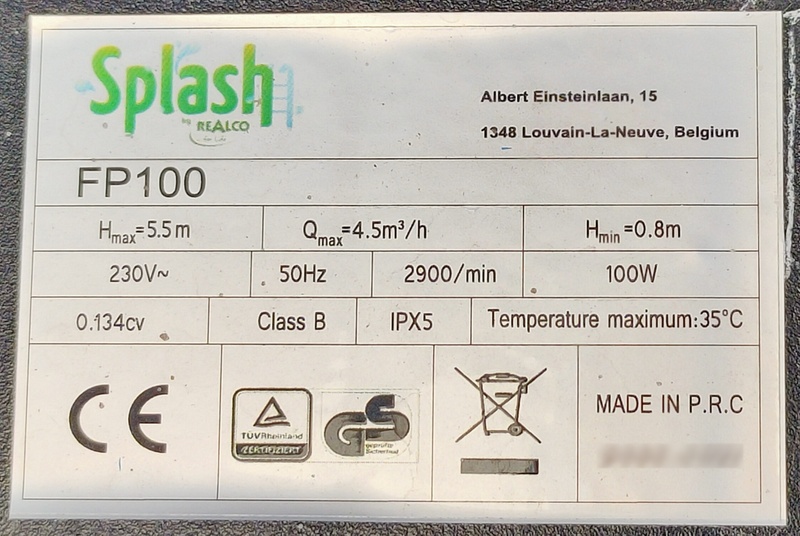 Splash
by REALCO
Albert Einsteinlaan, 15
1348 Louvain-La-Neuve, Belgium
FP100
Hmax=5.5m Qmax=4.5m³/h Hmin=0.8m
230V~ 50Hz 2900/min 100W
0.134cv Class B IPX5 Temperature maximum:35°C
CE
TÜVRheinland
ZERTIFIZIERT
GS
geprüfte
Sicherheit
MADE IN P.R.C